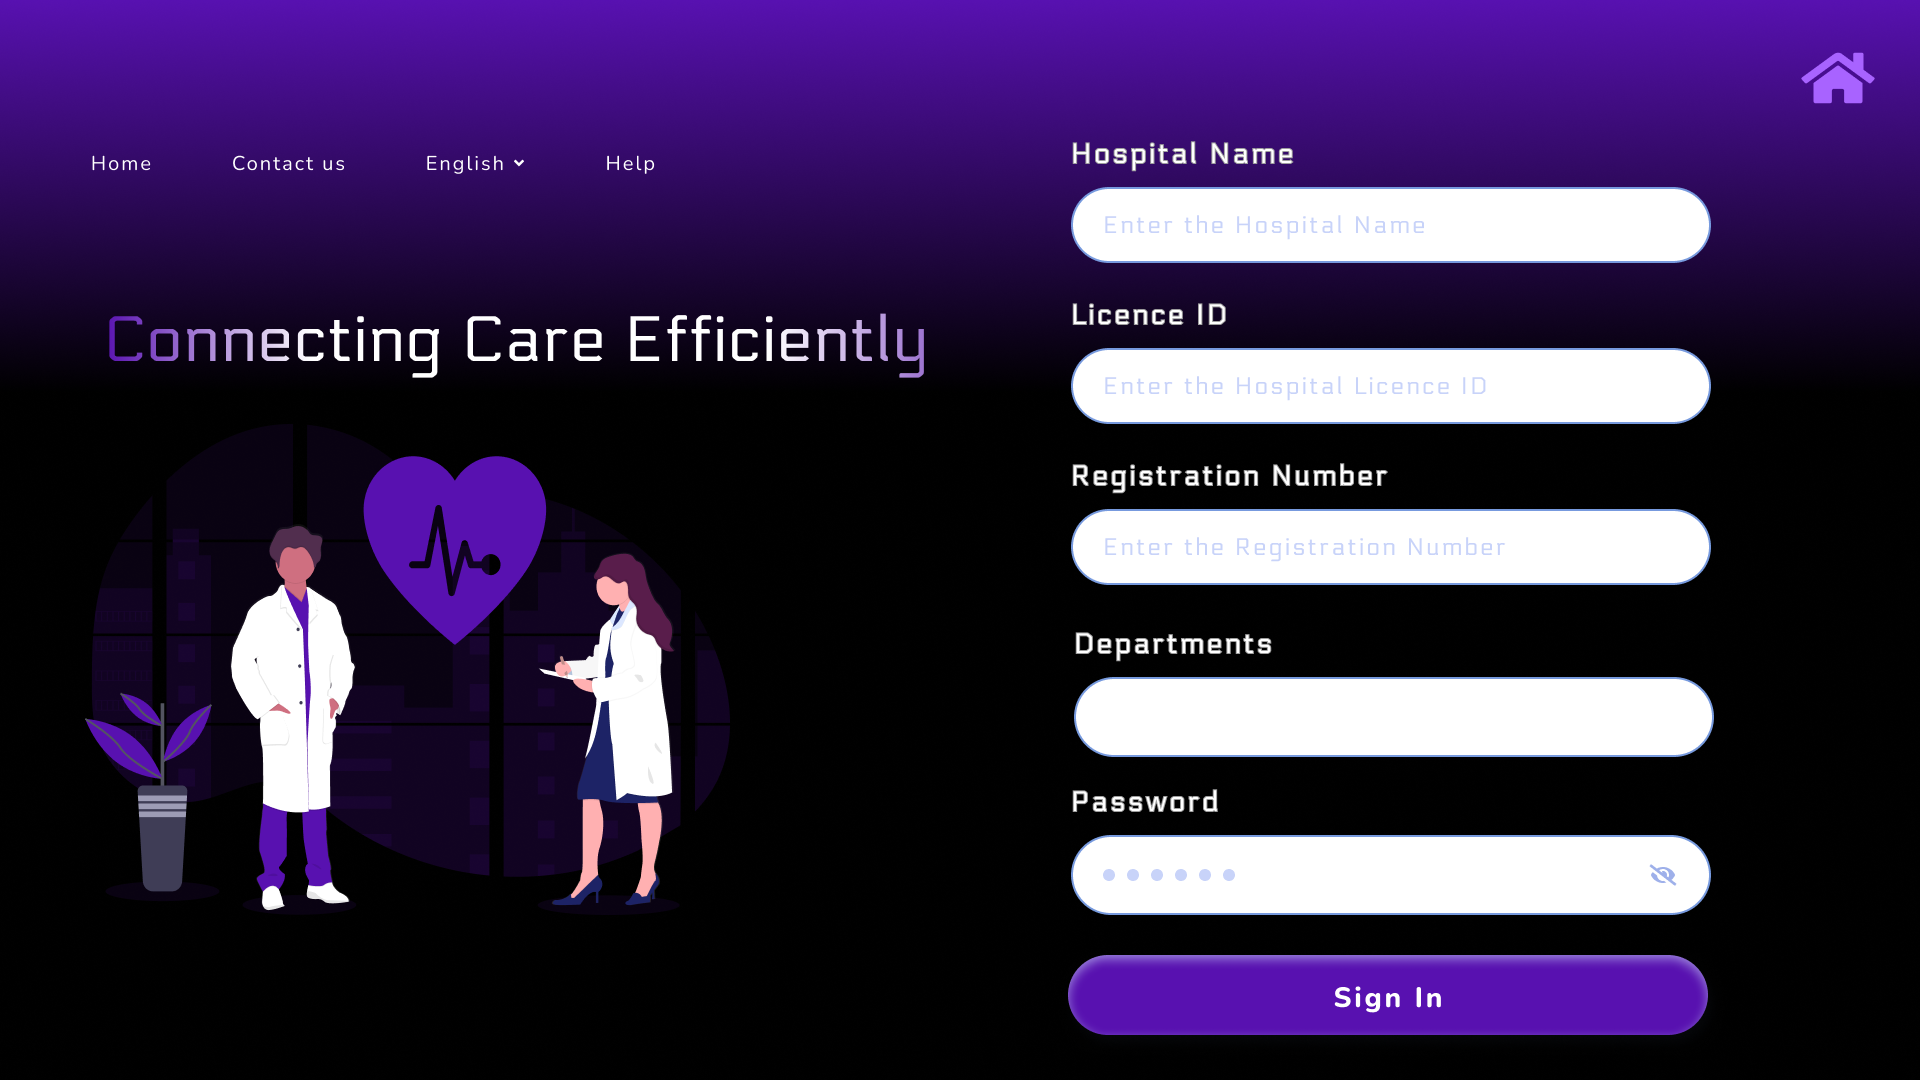 Home
Contact us
English
Help
Connecting Care Efficiently
Hospital Name
Enter the Hospital Name
Licence ID
Enter the Hospital Licence ID
Registration Number
Enter the Registration Number
Departments
Password
Sign In